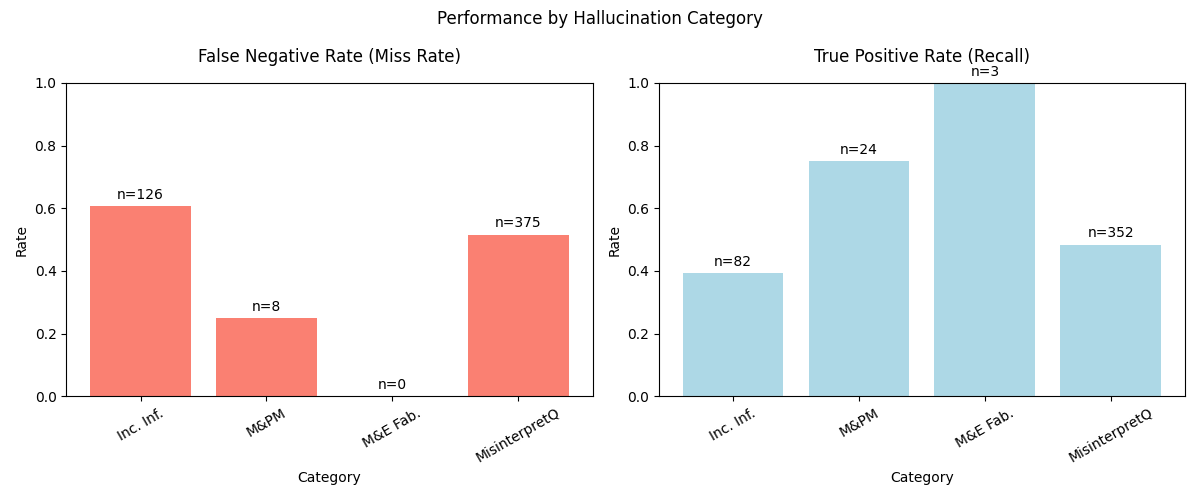 Performance by Hallucination Category
False Negative Rate (Miss Rate)
1.0
0.8
0.6
0.4
0.2
0.0
Rate
n=126
n=8
n=0
n=375
Inc. Inf.
M&PM
M&E Fab.
MisinterpretQ
Category
True Positive Rate (Recall)
1.0
0.8
0.6
0.4
0.2
0.0
Rate
n=82
n=24
n=3
n=352
Inc. Inf.
M&PM
M&E Fab.
MisinterpretQ
Category